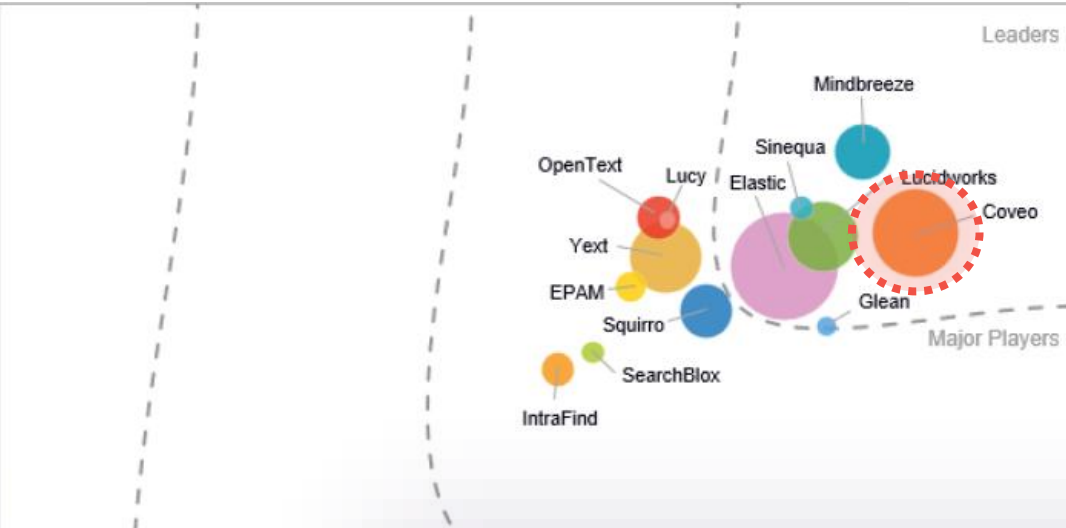 Leaders
Mindbreeze
Sinequa
OpenText
Lucy
Elastic
Lucidworks
Coveo
Yext
EPAM
Glean
Squirro
Major Players
SearchBlox
IntraFind